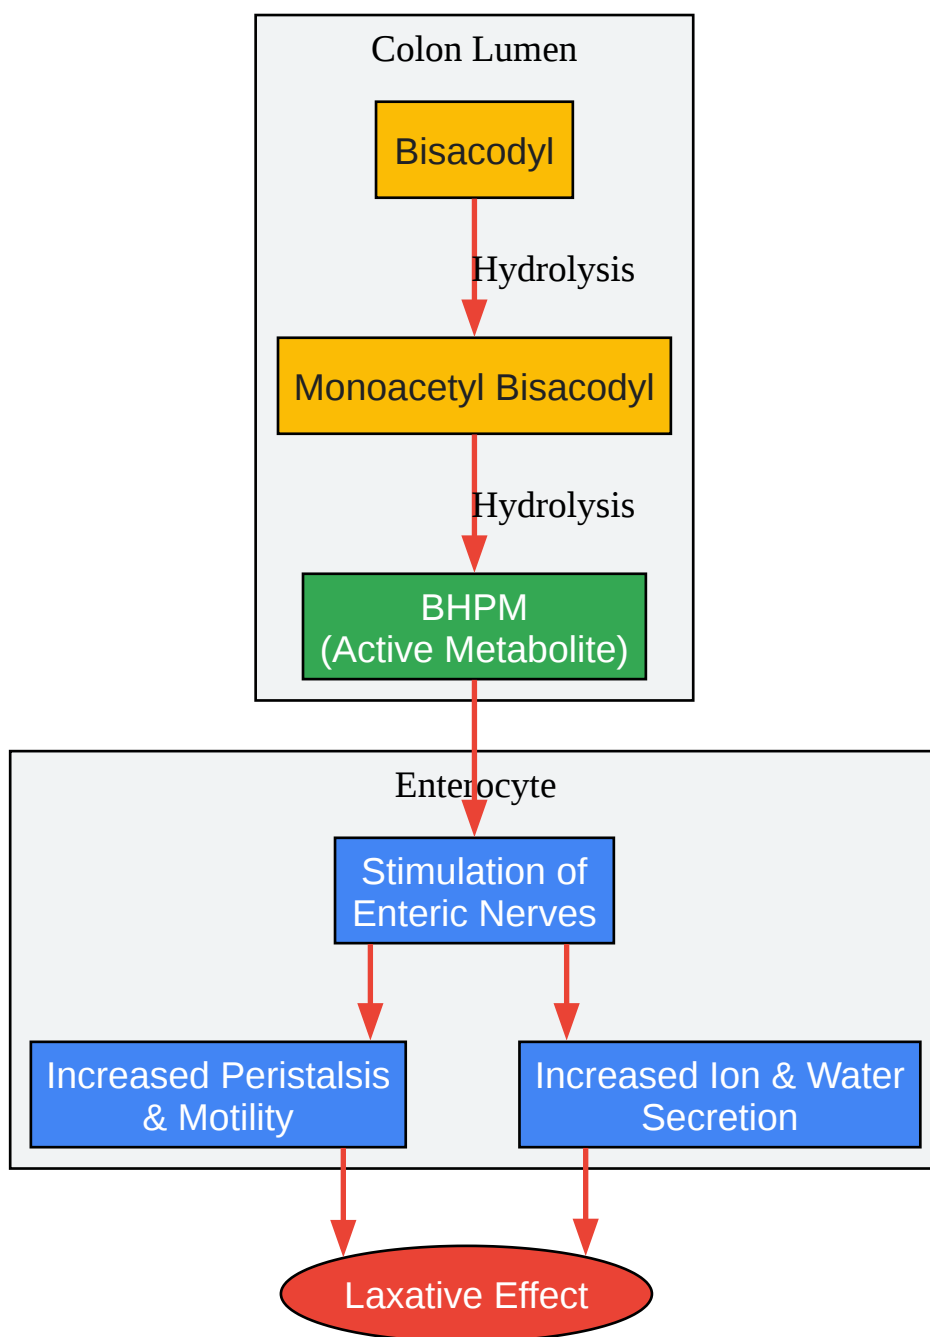 Colon Lumen
Bisacodyl
Hydrolysis
Monoacetyl Bisacodyl
Hydrolysis
BHPM
(Active Metabolite)
Enterocyte
Stimulation of
Enteric Nerves
Increased Peristalsis
& Motility
Increased Ion & Water
Secretion
Laxative Effect